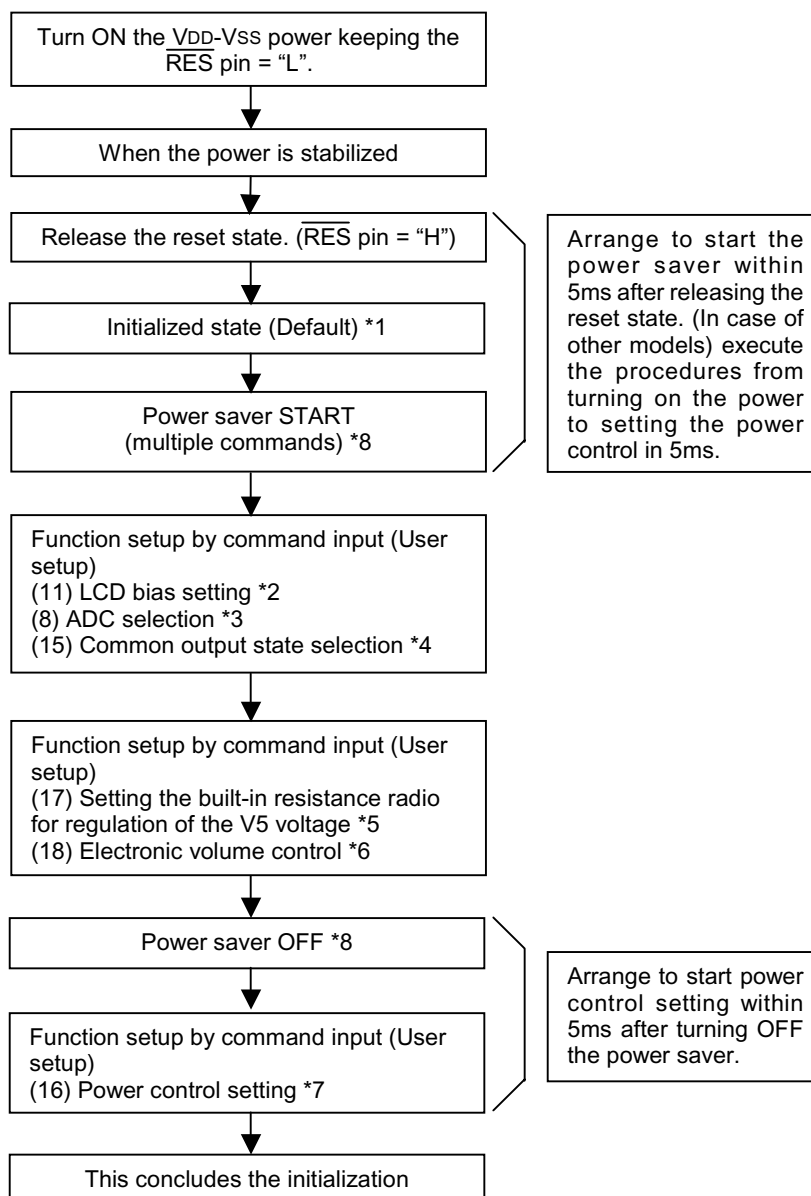 Turn ON the VDD-VSS power keeping the
RES pin = “L”.
When the power is stabilized
Release the reset state. (RES pin = “H”)
Initialized state (Default) *1
Power saver START
(multiple commands) *8
Arrange to start the
power saver within
5ms after releasing the
reset state. (In case of
other models) execute
the procedures from
turning on the power
to setting the power
control in 5ms.
Function setup by command input (User
setup)
(11) LCD bias setting *2
(8) ADC selection *3
(15) Common output state selection *4
Function setup by command input (User
setup)
(17) Setting the built-in resistance radio
for regulation of the V5 voltage *5
(18) Electronic volume control *6
Power saver OFF *8
Function setup by command input (User
setup)
(16) Power control setting *7
Arrange to start power
control setting within
5ms after turning OFF
the power saver.
This concludes the initialization